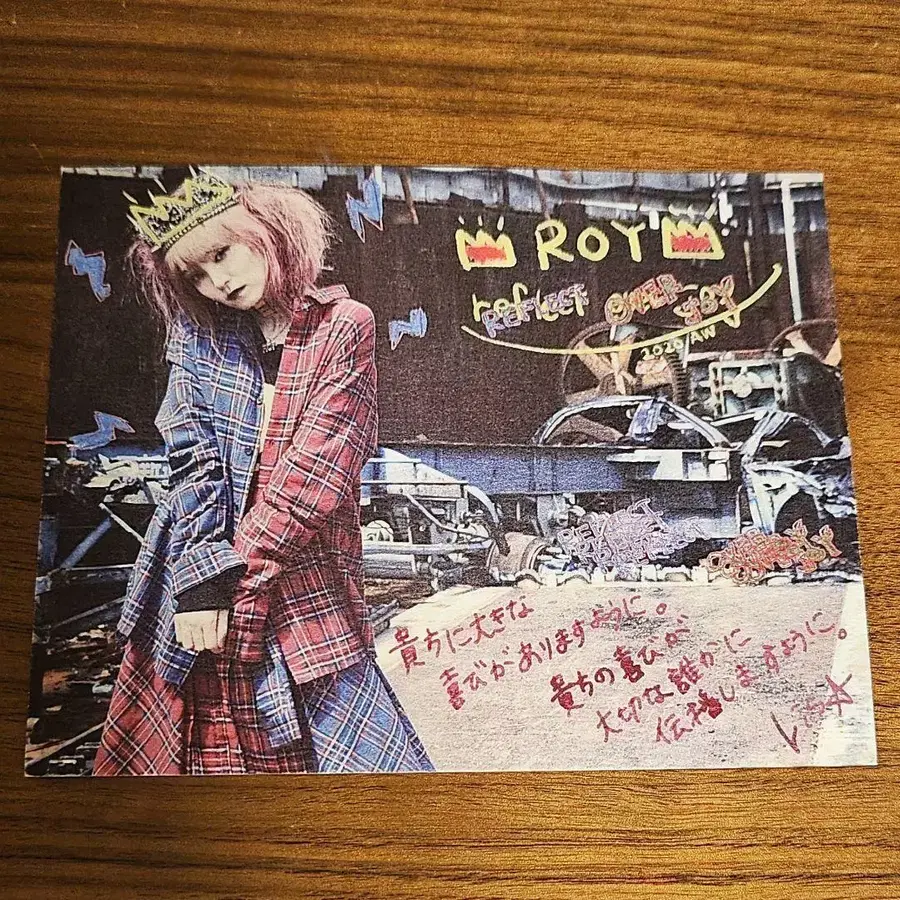 ROY
REFLECT OVER JOY
2020 AW
貴方に大きな
喜びがありますように。
貴方の喜びが
大切な誰かに
伝播しますように。
LiSA